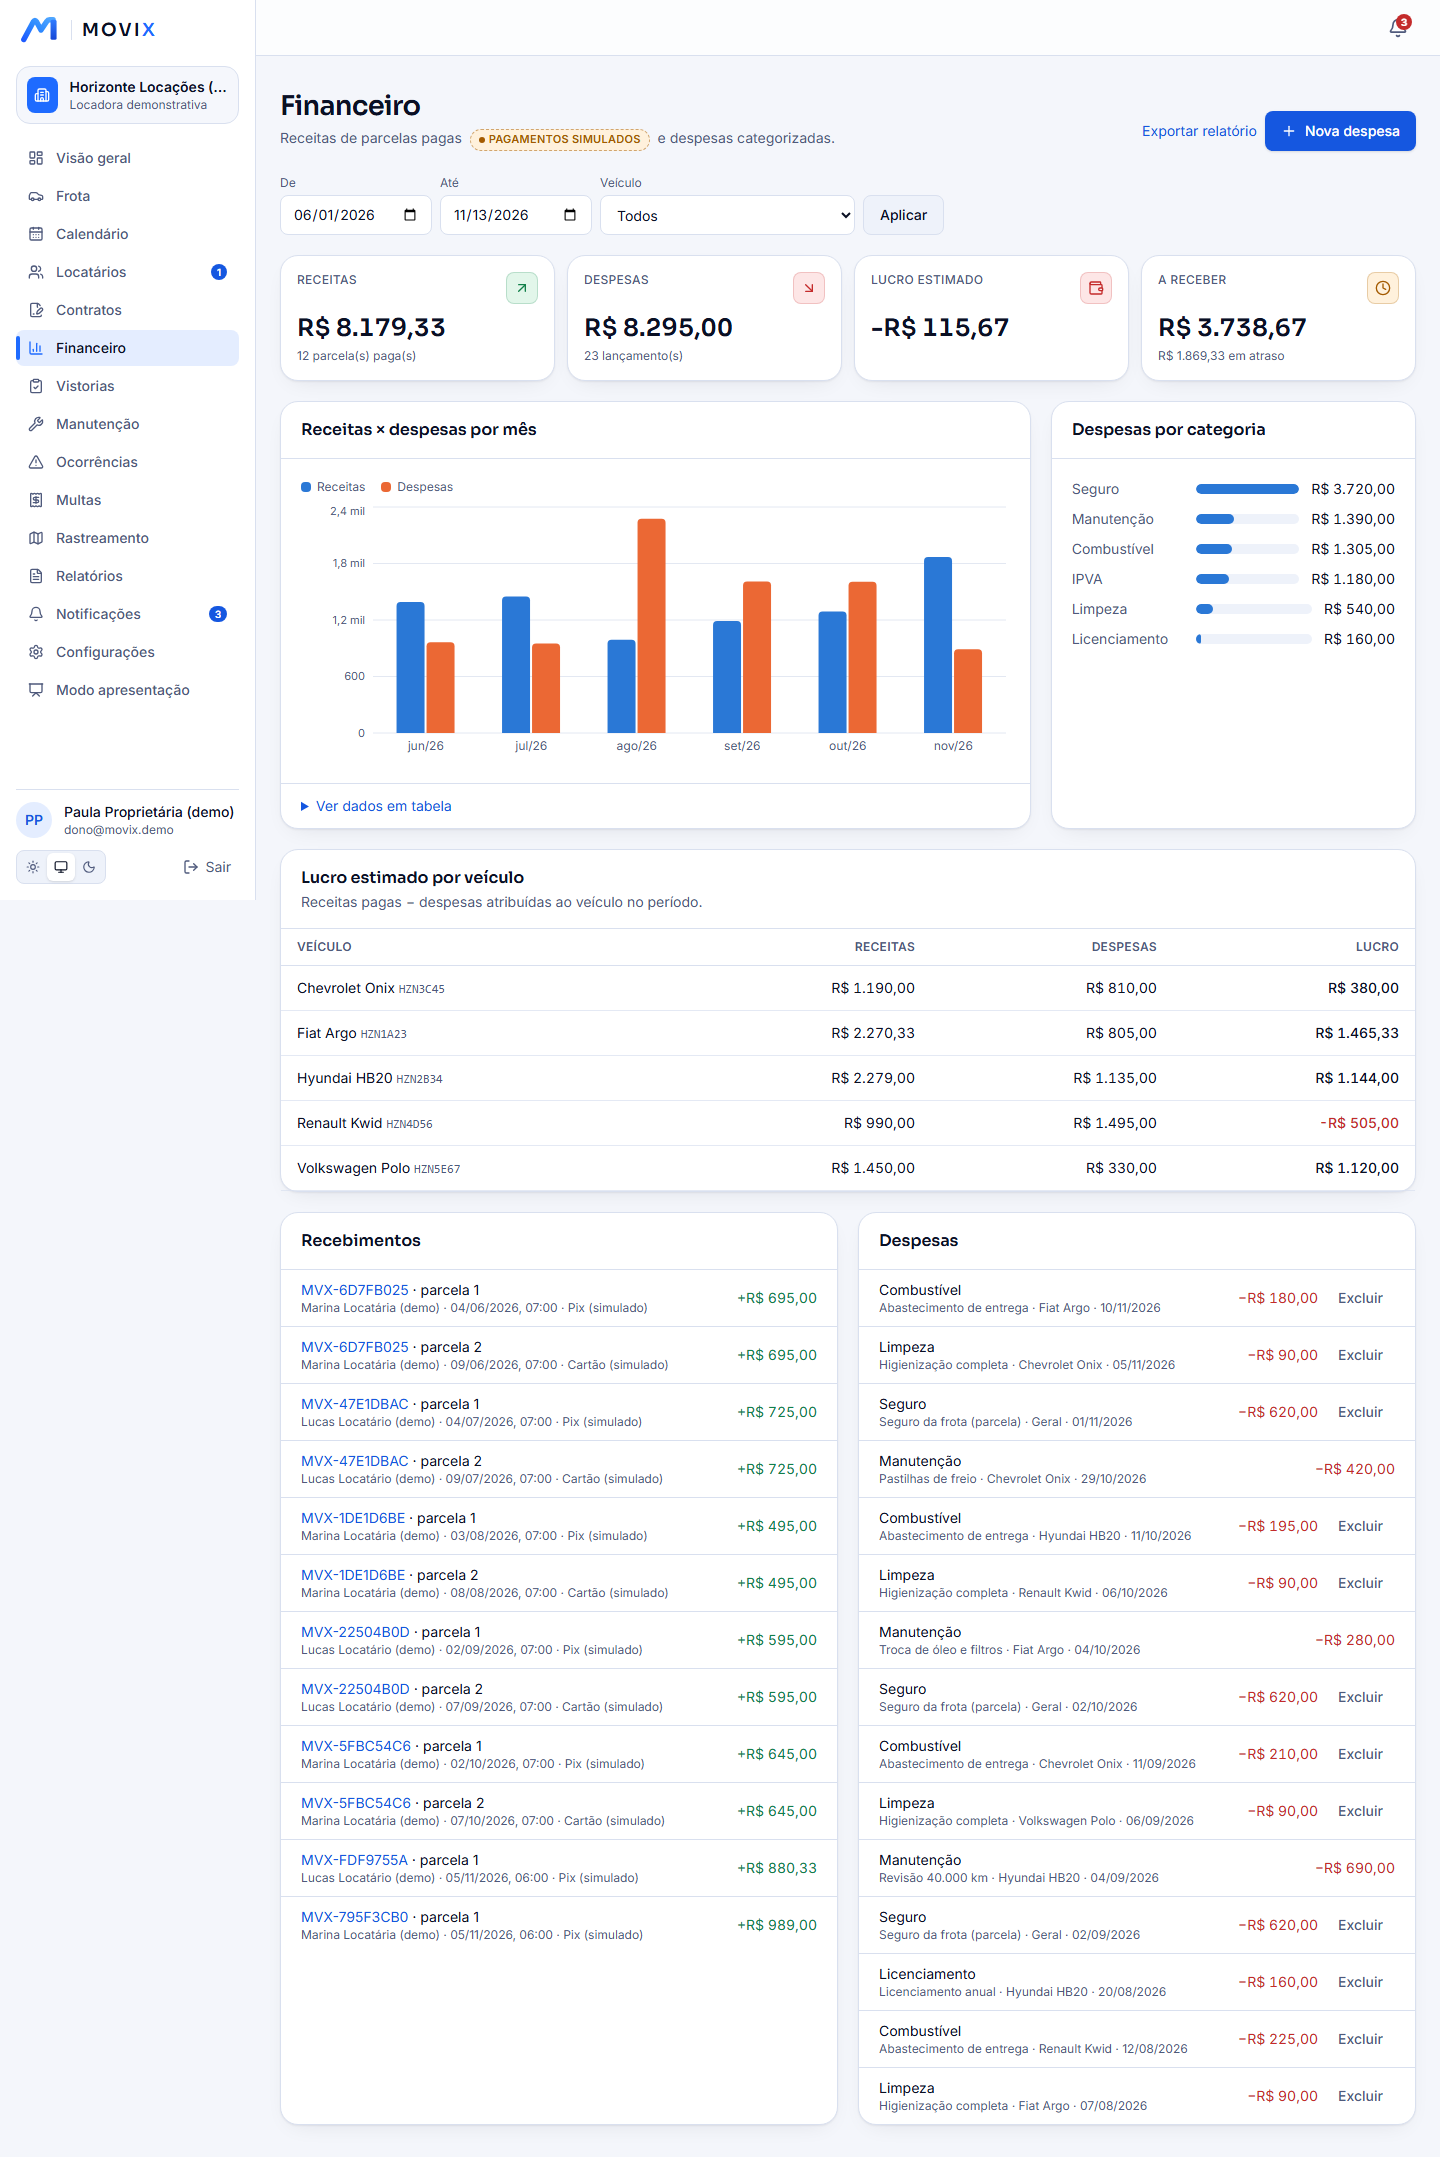 MOVIX
3
Horizonte Locações (...
Locadora demonstrativa
Visão geral
Frota
Calendário
Locatários 1
Contratos
Financeiro
Vistorias
Manutenção
Ocorrências
Multas
Rastreamento
Relatórios
Notificações 3
Configurações
Modo apresentação
PP
Paula Proprietária (demo)
dono@movix.demo
Sair
Financeiro
Receitas de parcelas pagas PAGAMENTOS SIMULADOS e despesas categorizadas.
Exportar relatório
+ Nova despesa
De
06/01/2026
Até
11/13/2026
Veículo
Todos
Aplicar
RECEITAS
R$ 8.179,33
12 parcela(s) paga(s)
DESPESAS
R$ 8.295,00
23 lançamento(s)
LUCRO ESTIMADO
-R$ 115,67
A RECEBER
R$ 3.738,67
R$ 1.869,33 em atraso
Receitas × despesas por mês
Receitas Despesas
2,4 mil
1,8 mil
1,2 mil
600
0
jun/26 jul/26 ago/26 set/26 out/26 nov/26
Ver dados em tabela
Despesas por categoria
Seguro R$ 3.720,00
Manutenção R$ 1.390,00
Combustível R$ 1.305,00
IPVA R$ 1.180,00
Limpeza R$ 540,00
Licenciamento R$ 160,00
Lucro estimado por veículo
Receitas pagas − despesas atribuídas ao veículo no período.
VEÍCULO RECEITAS DESPESAS LUCRO
Chevrolet Onix HZN3C45 R$ 1.190,00 R$ 810,00 R$ 380,00
Fiat Argo HZN1A23 R$ 2.270,33 R$ 805,00 R$ 1.465,33
Hyundai HB20 HZN2B34 R$ 2.279,00 R$ 1.135,00 R$ 1.144,00
Renault Kwid HZN4D56 R$ 990,00 R$ 1.495,00 -R$ 505,00
Volkswagen Polo HZN5E67 R$ 1.450,00 R$ 330,00 R$ 1.120,00
Recebimentos
MVX-6D7FB025 · parcela 1 +R$ 695,00
Marina Locatária (demo) · 04/06/2026, 07:00 · Pix (simulado)
MVX-6D7FB025 · parcela 2 +R$ 695,00
Marina Locatária (demo) · 09/06/2026, 07:00 · Cartão (simulado)
MVX-47E1DBAC · parcela 1 +R$ 725,00
Lucas Locatário (demo) · 04/07/2026, 07:00 · Pix (simulado)
MVX-47E1DBAC · parcela 2 +R$ 725,00
Lucas Locatário (demo) · 09/07/2026, 07:00 · Cartão (simulado)
MVX-1DE1D6BE · parcela 1 +R$ 495,00
Marina Locatária (demo) · 03/08/2026, 07:00 · Pix (simulado)
MVX-1DE1D6BE · parcela 2 +R$ 495,00
Marina Locatária (demo) · 08/08/2026, 07:00 · Cartão (simulado)
MVX-22504B0D · parcela 1 +R$ 595,00
Lucas Locatário (demo) · 02/09/2026, 07:00 · Pix (simulado)
MVX-22504B0D · parcela 2 +R$ 595,00
Lucas Locatário (demo) · 07/09/2026, 07:00 · Cartão (simulado)
MVX-5FBC54C6 · parcela 1 +R$ 645,00
Marina Locatária (demo) · 02/10/2026, 07:00 · Pix (simulado)
MVX-5FBC54C6 · parcela 2 +R$ 645,00
Marina Locatária (demo) · 07/10/2026, 07:00 · Cartão (simulado)
MVX-FDF9755A · parcela 1 +R$ 880,33
Lucas Locatário (demo) · 05/11/2026, 06:00 · Pix (simulado)
MVX-795F3CB0 · parcela 1 +R$ 989,00
Marina Locatária (demo) · 05/11/2026, 06:00 · Pix (simulado)
Despesas
Combustível −R$ 180,00 Excluir
Abastecimento de entrega · Fiat Argo · 10/11/2026
Limpeza −R$ 90,00 Excluir
Higienização completa · Chevrolet Onix · 05/11/2026
Seguro −R$ 620,00 Excluir
Seguro da frota (parcela) · Geral · 01/11/2026
Manutenção −R$ 420,00
Pastilhas de freio · Chevrolet Onix · 29/10/2026
Combustível −R$ 195,00 Excluir
Abastecimento de entrega · Hyundai HB20 · 11/10/2026
Limpeza −R$ 90,00 Excluir
Higienização completa · Renault Kwid · 06/10/2026
Manutenção −R$ 280,00
Troca de óleo e filtros · Fiat Argo · 04/10/2026
Seguro −R$ 620,00 Excluir
Seguro da frota (parcela) · Geral · 02/10/2026
Combustível −R$ 210,00 Excluir
Abastecimento de entrega · Chevrolet Onix · 11/09/2026
Limpeza −R$ 90,00 Excluir
Higienização completa · Volkswagen Polo · 06/09/2026
Manutenção −R$ 690,00
Revisão 40.000 km · Hyundai HB20 · 04/09/2026
Seguro −R$ 620,00 Excluir
Seguro da frota (parcela) · Geral · 02/09/2026
Licenciamento −R$ 160,00 Excluir
Licenciamento anual · Hyundai HB20 · 20/08/2026
Combustível −R$ 225,00 Excluir
Abastecimento de entrega · Renault Kwid · 12/08/2026
Limpeza −R$ 90,00 Excluir
Higienização completa · Fiat Argo · 07/08/2026